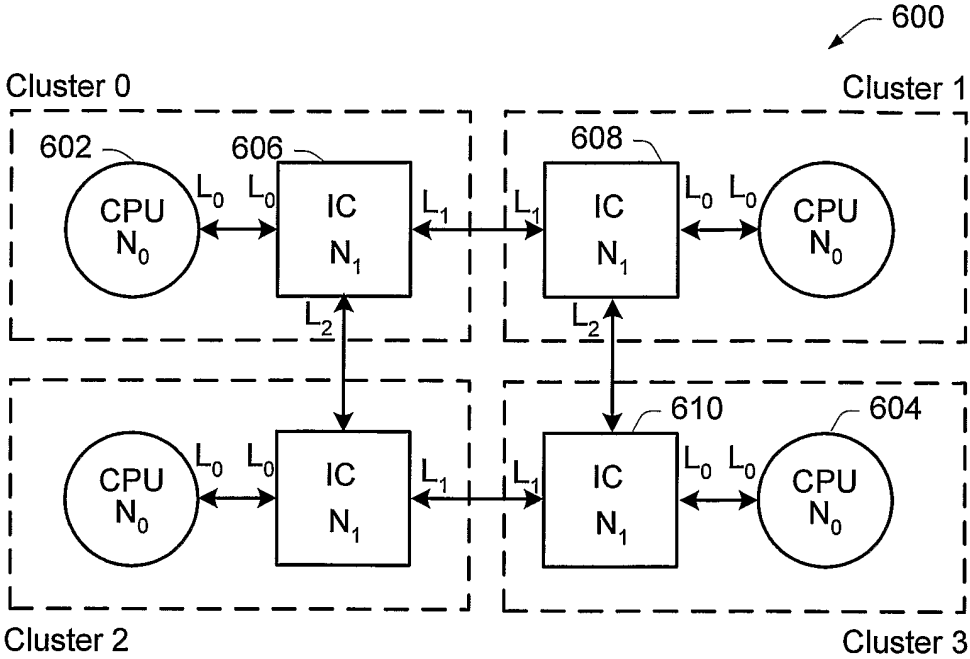 600
Cluster 0
Cluster 1
602
606
608
CPU
N₀
L₀
L₀
IC
N₁
L₁
L₁
IC
N₁
L₀
L₀
CPU
N₀
L₂
L₂
610
604
CPU
N₀
L₀
L₀
IC
N₁
L₁
L₁
IC
N₁
L₀
L₀
CPU
N₀
Cluster 2
Cluster 3